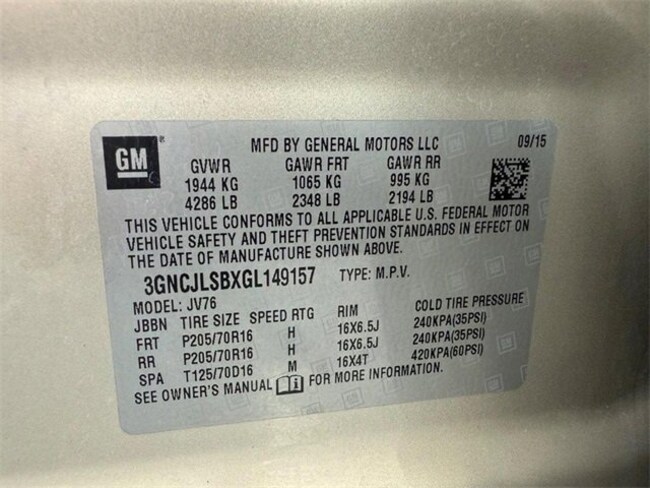 GM
MFD BY GENERAL MOTORS LLC 09/15
GVWR GAWR FRT GAWR RR
1944 KG 1065 KG 995 KG
4286 LB 2348 LB 2194 LB
THIS VEHICLE CONFORMS TO ALL APPLICABLE U.S. FEDERAL MOTOR
VEHICLE SAFETY AND THEFT PREVENTION STANDARDS IN EFFECT ON
THE DATE OF MANUFACTURE SHOWN ABOVE.
3GNCJLSBXGL149157 TYPE: M.P.V.
MODEL: JV76
JBBN TIRE SIZE SPEED RTG RIM COLD TIRE PRESSURE
FRT P205/70R16 H 16X6.5J 240KPA(35PSI)
RR P205/70R16 H 16X6.5J 240KPA(35PSI)
SPA T125/70D16 M 16X4T 420KPA(60PSI)
SEE OWNER'S MANUAL FOR MORE INFORMATION.